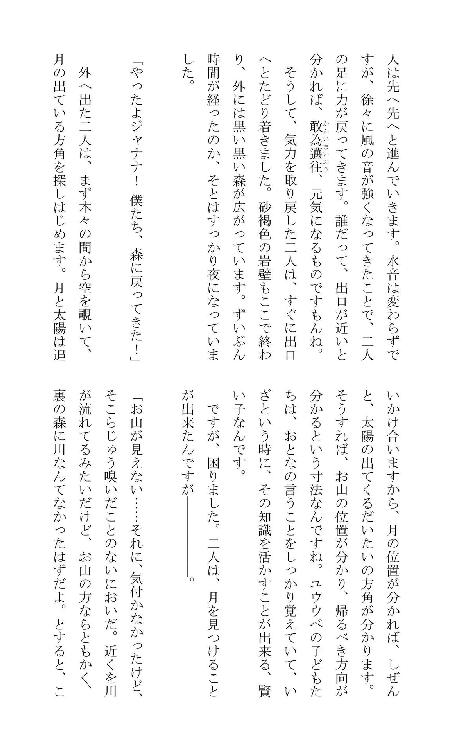 人は先へ先へと進んでいきます。水音は変わらずで
すが、徐々に風の音が強くなってきたことで、二人
の足に力が戻ってきます。誰だって、出口が近いと
分かれば、敢為邁往、元気になるものですもんね。
そうして、気力を取り戻した二人は、すぐに出口
へとたどり着きました。砂褐色の岩壁もここで終わ
り、外には黒い黒い森が広がっています。ずいぶん
時間が経ったのか、そとはすっかり夜になっていま
した。
「やったよジャナナ！ 僕たち、森に戻ってきた！」
外へ出た二人は、まず木々の間から空を覗いて、
月の出ている方角を探しはじめます。月と太陽は追
いかけ合いますから、月の位置が分かれば、しぜん
と、太陽の出てくるだいたいの方角が分かります。
そうすれば、お山の位置が分かり、帰るべき方向が
分かるという寸法なんですね。ユウウベの子どもた
ちは、おとなの言うことをしっかり覚えていて、い
ざという時に、その知識を活かすことが出来る、賢
い子なんです。
ですが、困りました。二人は、月を見つけること
が出来たんですが――――。
「お山が見えない……それに、気付かなかったけど、
そこらじゅう嗅いだことのないにおいだ。近くを川
が流れてるみたいだけど、お山の方ならともかく、
裏の森に川なんてなかったはずだよ。とすると、こ